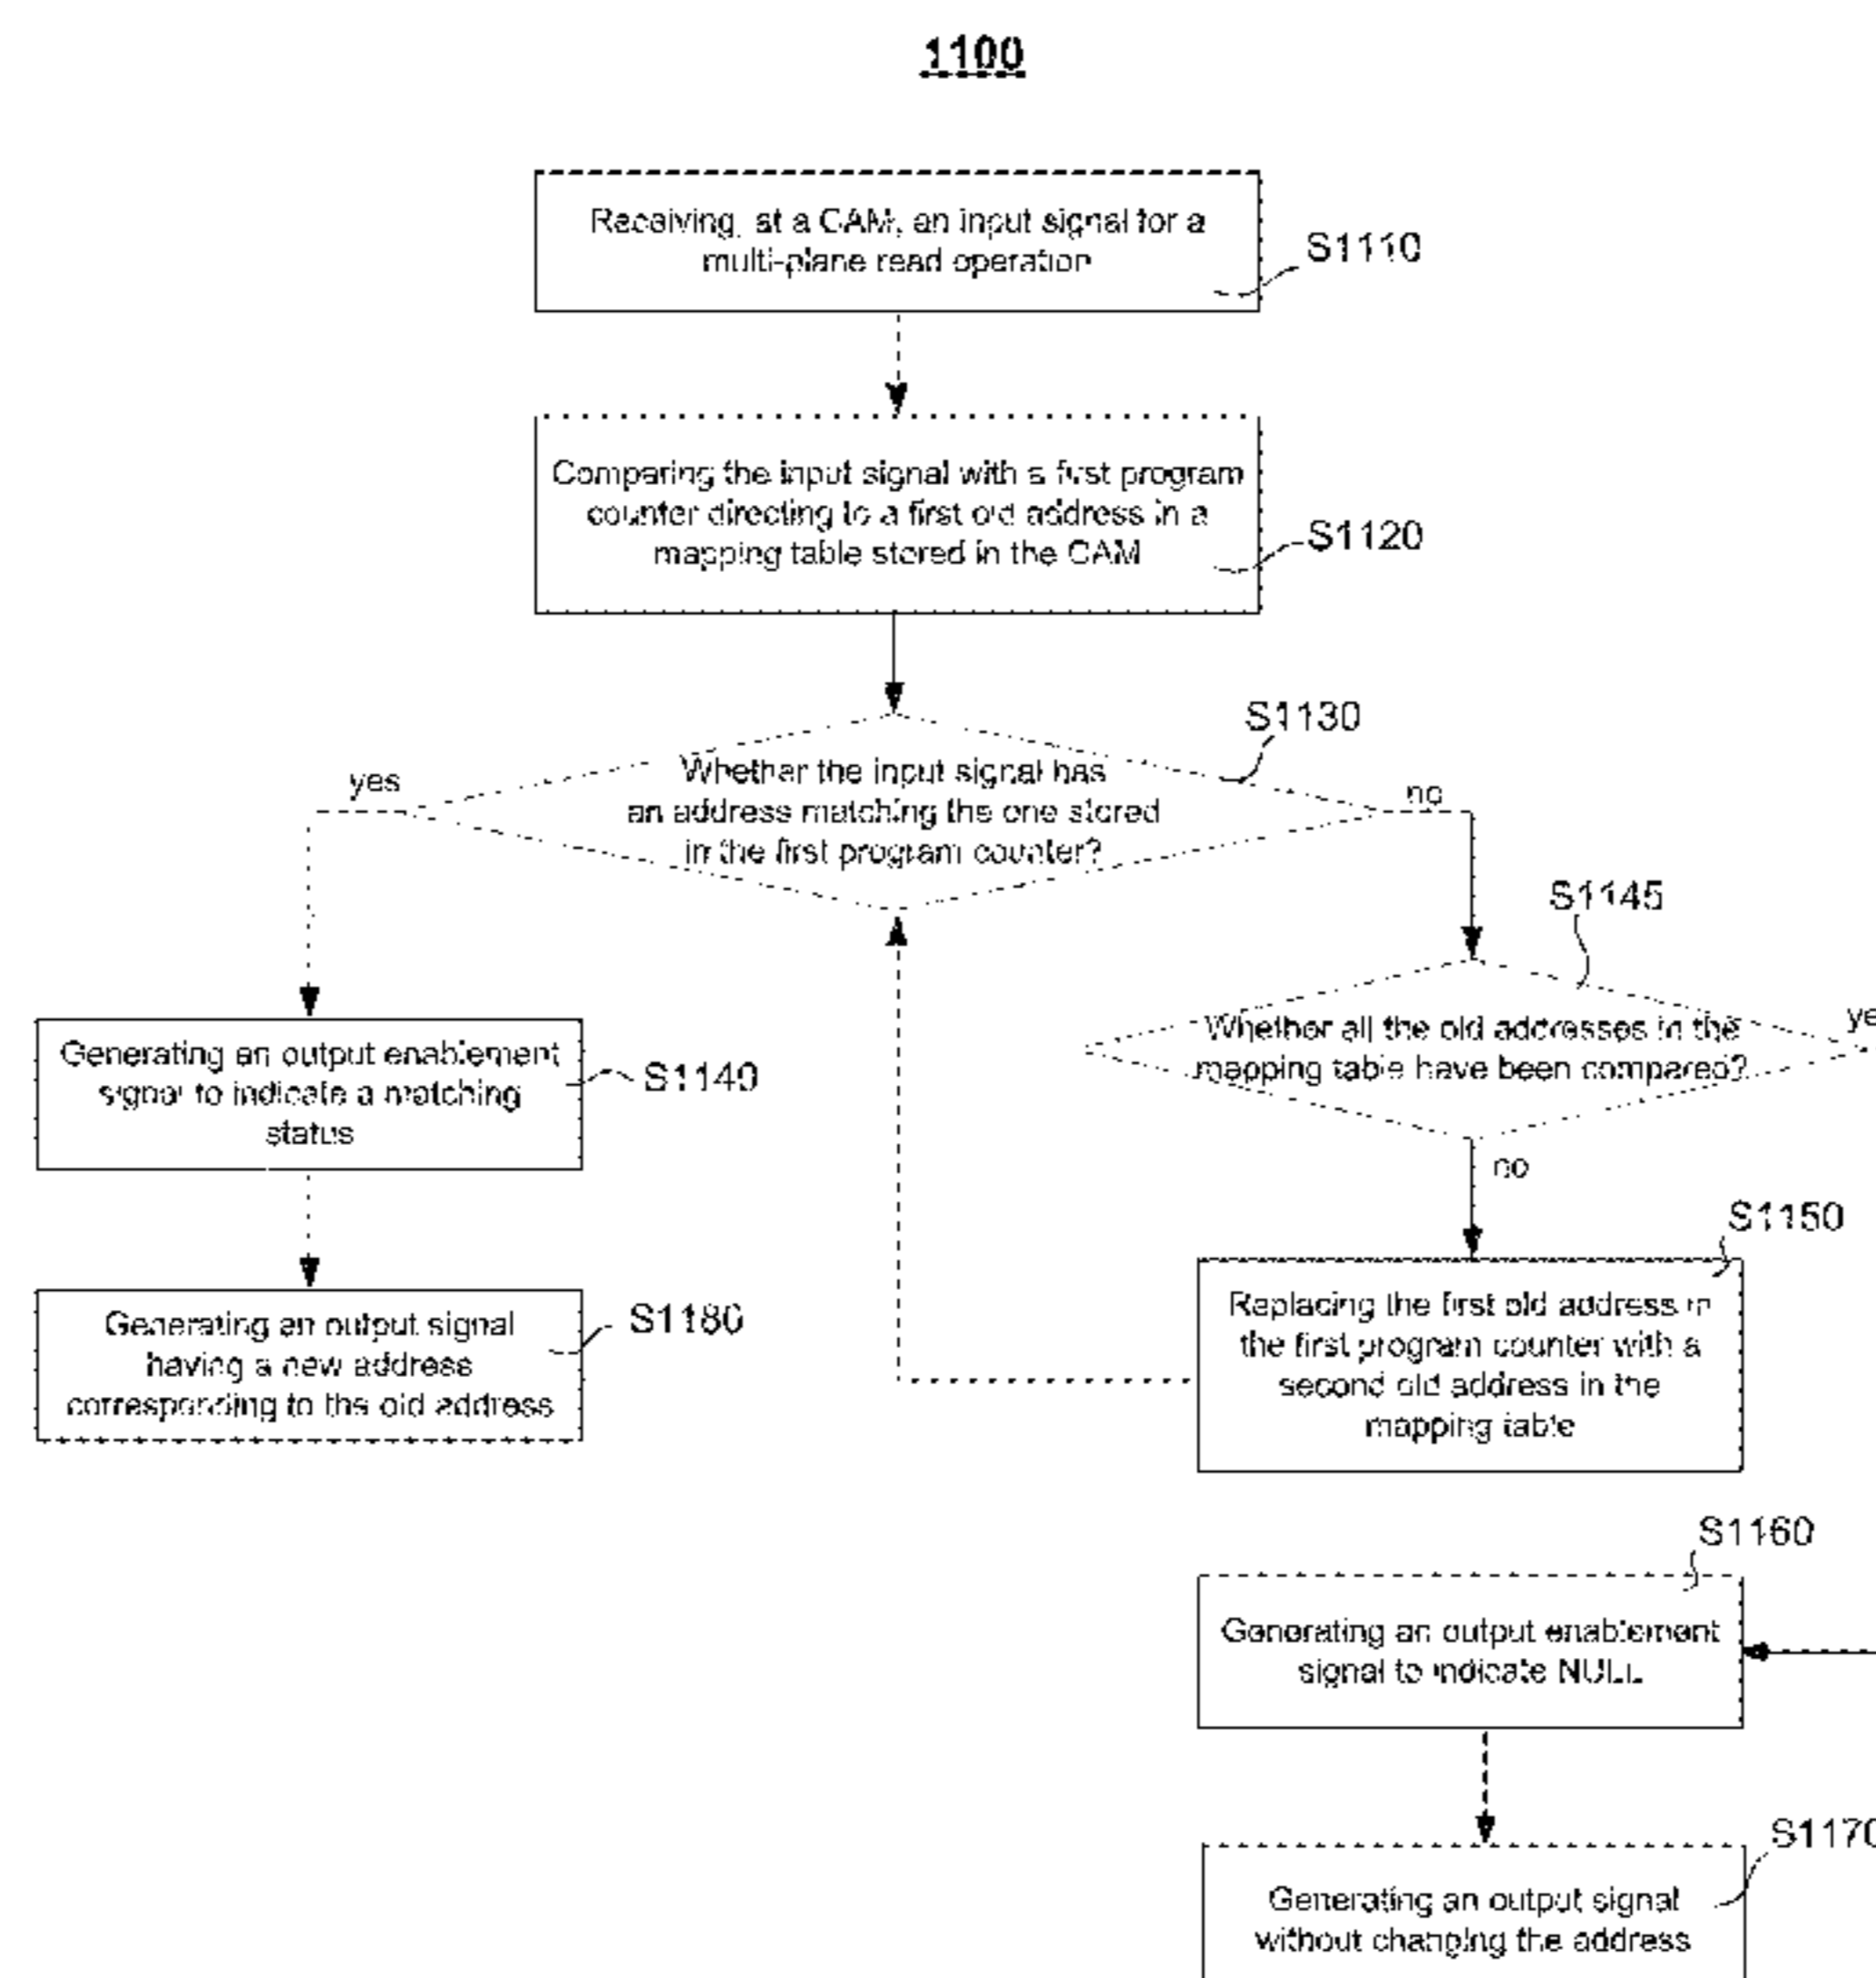 1100
Receiving, at a CAM, an input signal for a
multi-plane read operation
S1110
Comparing the input signal with a first program
counter directing to a first old address in a
mapping table stored in the CAM
S1120
S1130
yes
Whether the input signal has
an address matching the one stored
in the first program counter?
no
S1145
Whether all the old addresses in the
mapping table have been compared?
ye
Generating an output enablement
signal to indicate a matching
status
S1140
no
S1150
Generating an output signal
having a new address
corresponding to the old address
S1180
Replacing the first old address in
the first program counter with a
second old address in the
mapping table
S1160
Generating an output enablement
signal to indicate NULL
S1170
Generating an output signal
without changing the address